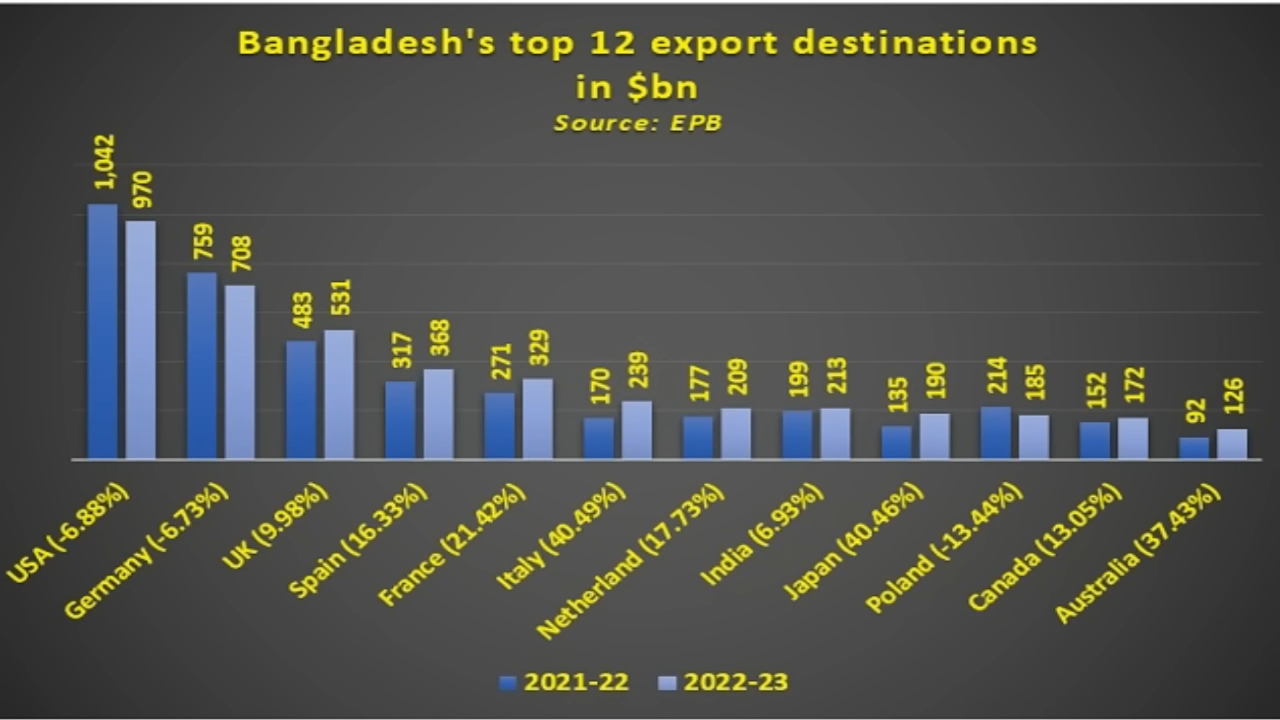 Bangladesh's top 12 export destinations
in $bn
Source: EPB
1,042
970
759
708
483
531
317
368
271
329
170
239
177
209
199
213
135
190
214
185
152
172
92
126
USA (-6.88%)
Germany (-6.73%)
UK (9.98%)
Spain (16.33%)
France (21.42%)
Italy (40.49%)
Netherland (17.73%)
India (6.93%)
Japan (40.46%)
Poland (-13.44%)
Canada (13.05%)
Australia (37.43%)
2021-22
2022-23